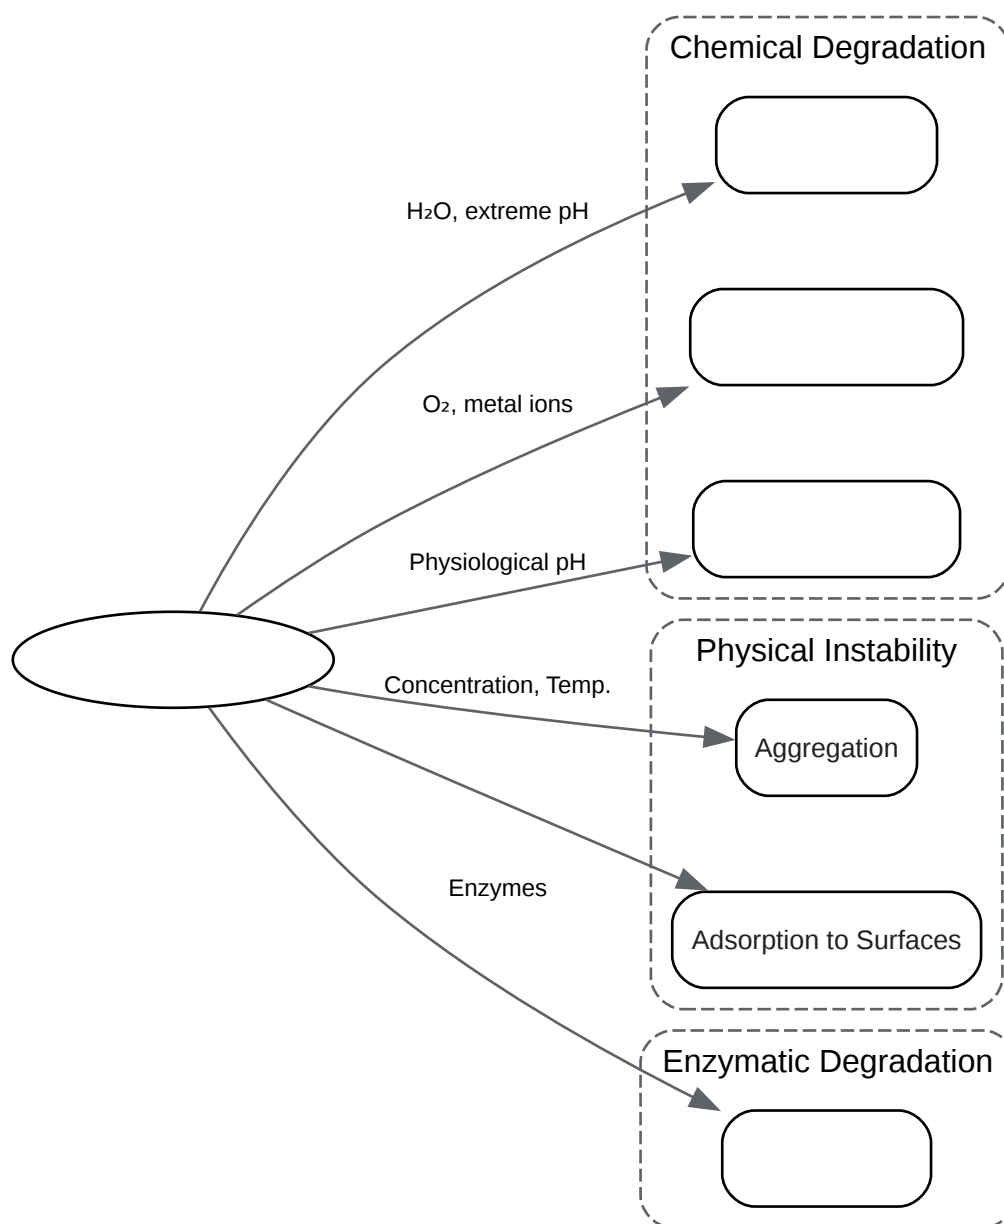 Chemical Degradation
H₂O, extreme pH
O₂, metal ions
Physiological pH
Physical Instability
Concentration, Temp.
Aggregation
Enzymes
Adsorption to Surfaces
Enzymatic Degradation